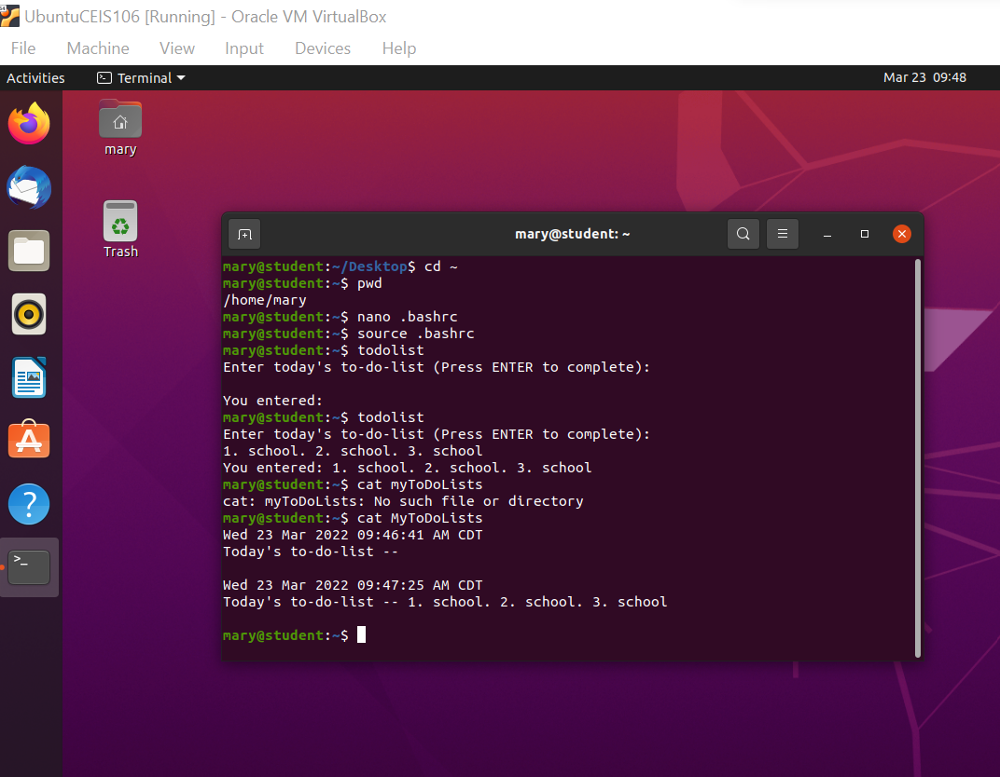 UbuntuCEIS106 [Running] - Oracle VM VirtualBox
File Machine View Input Devices Help
Activities Terminal Mar 23 09:48
mary
Trash
mary@student: ~
mary@student:~/Desktop$ cd ~
mary@student:~$ pwd
/home/mary
mary@student:~$ nano .bashrc
mary@student:~$ source .bashrc
mary@student:~$ todolist
Enter today's to-do-list (Press ENTER to complete):
You entered:
mary@student:~$ todolist
Enter today's to-do-list (Press ENTER to complete):
1. school. 2. school. 3. school
You entered: 1. school. 2. school. 3. school
mary@student:~$ cat myToDoLists
cat: myToDoLists: No such file or directory
mary@student:~$ cat MyToDoLists
Wed 23 Mar 2022 09:46:41 AM CDT
Today's to-do-list --
Wed 23 Mar 2022 09:47:25 AM CDT
Today's to-do-list -- 1. school. 2. school. 3. school
mary@student:~$